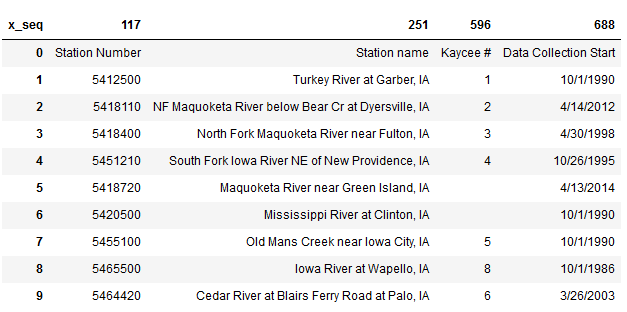 x_seq 117 251 596 688
0 Station Number Station name Kaycee # Data Collection Start
1 5412500 Turkey River at Garber, IA 1 10/1/1990
2 5418110 NF Maquoketa River below Bear Cr at Dyersville, IA 2 4/14/2012
3 5418400 North Fork Maquoketa River near Fulton, IA 3 4/30/1998
4 5451210 South Fork Iowa River NE of New Providence, IA 4 10/26/1995
5 5418720 Maquoketa River near Green Island, IA 4/13/2014
6 5420500 Mississippi River at Clinton, IA 10/1/1990
7 5455100 Old Mans Creek near Iowa City, IA 5 10/1/1990
8 5465500 Iowa River at Wapello, IA 8 10/1/1986
9 5464420 Cedar River at Blairs Ferry Road at Palo, IA 6 3/26/2003